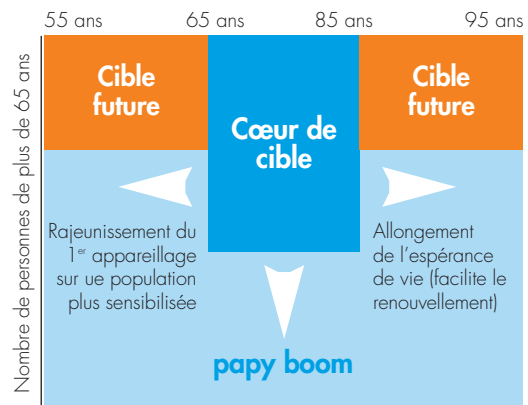 55 ans 65 ans 85 ans 95 ans
Nombre de personnes de plus de 65 ans
Cible
future
Cœur de
cible
Cible
future
Rajeunissement du
1er appareillage
sur ue population
plus sensibilisée
Allongement
de l’espérance
de vie (facilite le
renouvellement)
papy boom